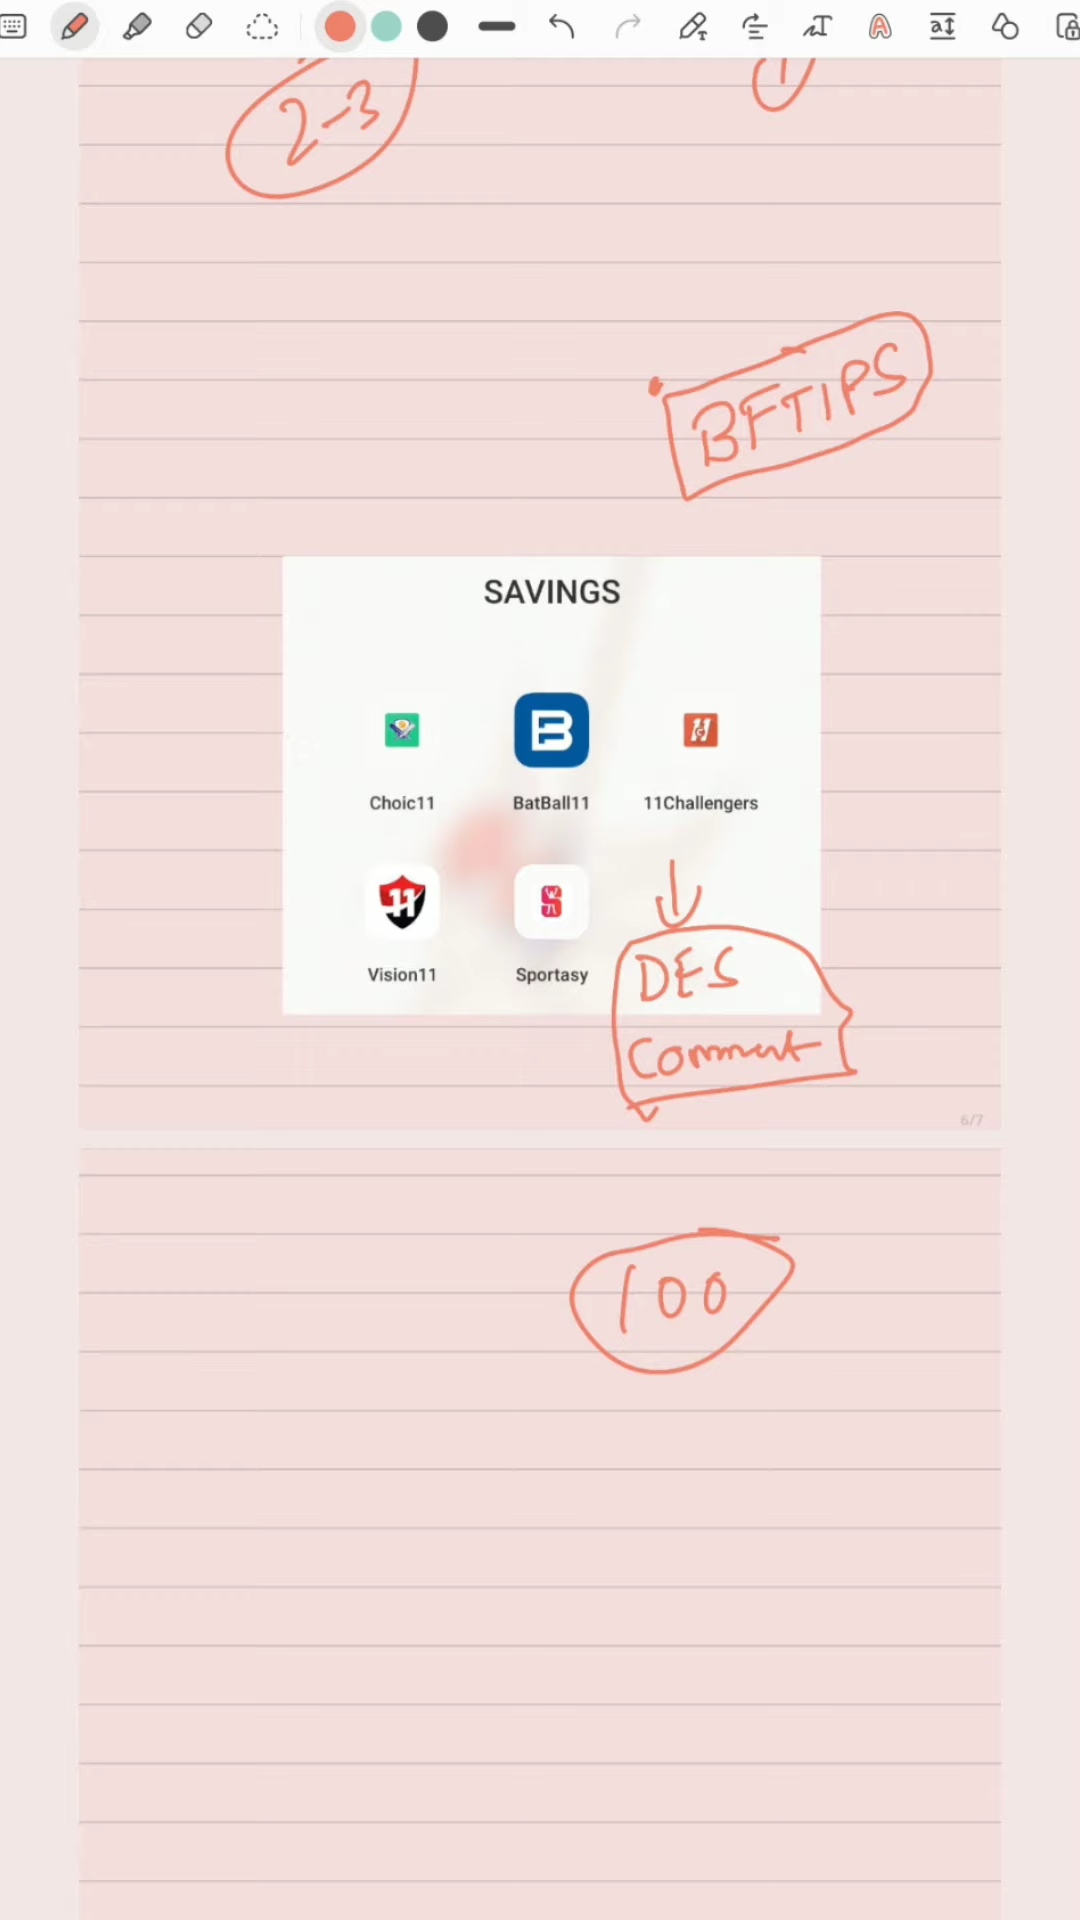 2-3
1
BFTIPS
SAVINGS
Choic11 BatBall11 11Challengers
Vision11 Sportasy
DES
Comment
6/7
100